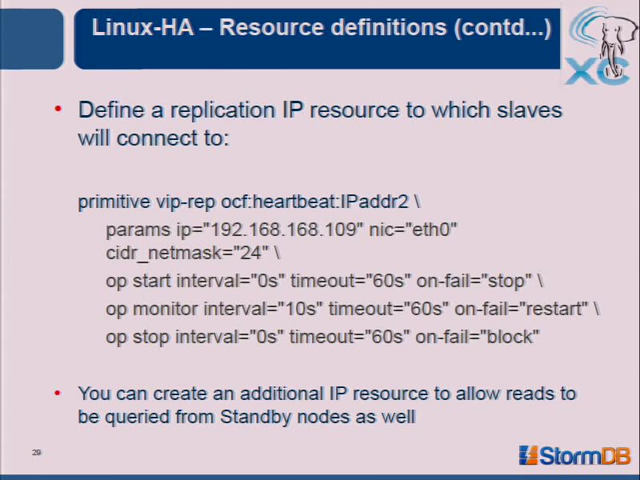 Linux-HA – Resource definitions (contd...)
XC
• Define a replication IP resource to which slaves
will connect to:
primitive vip-rep ocf:heartbeat:IPaddr2 \
params ip="192.168.168.109" nic="eth0"
cidr_netmask="24" \
op start interval="0s" timeout="60s" on-fail="stop" \
op monitor interval="10s" timeout="60s" on-fail="restart" \
op stop interval="0s" timeout="60s" on-fail="block"
• You can create an additional IP resource to allow reads to
be queried from Standby nodes as well
29
StormDB